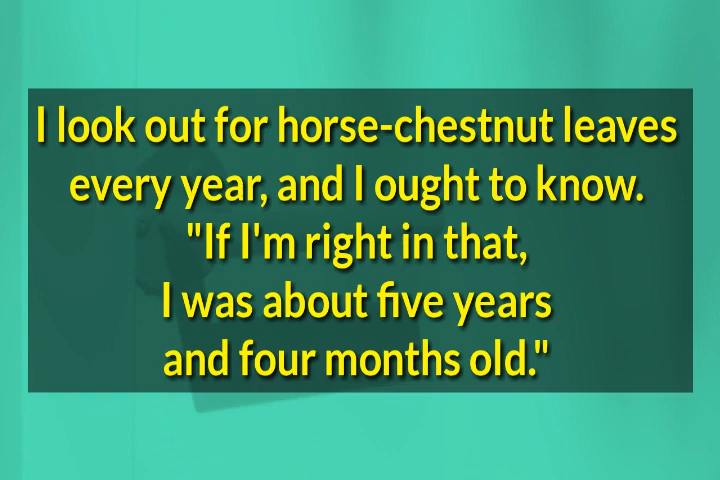 I look out for horse-chestnut leaves
every year, and I ought to know.
"If I'm right in that,
I was about five years
and four months old."